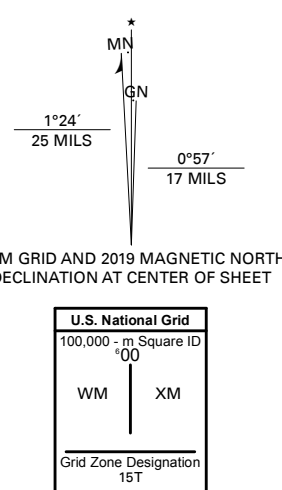 MN
GN
1°24´
25 MILS
0°57´
17 MILS
M GRID AND 2019 MAGNETIC NORTH
DECLINATION AT CENTER OF SHEET
U.S. National Grid
100,000 - m Square ID
⁶00
WM XM
Grid Zone Designation
15T